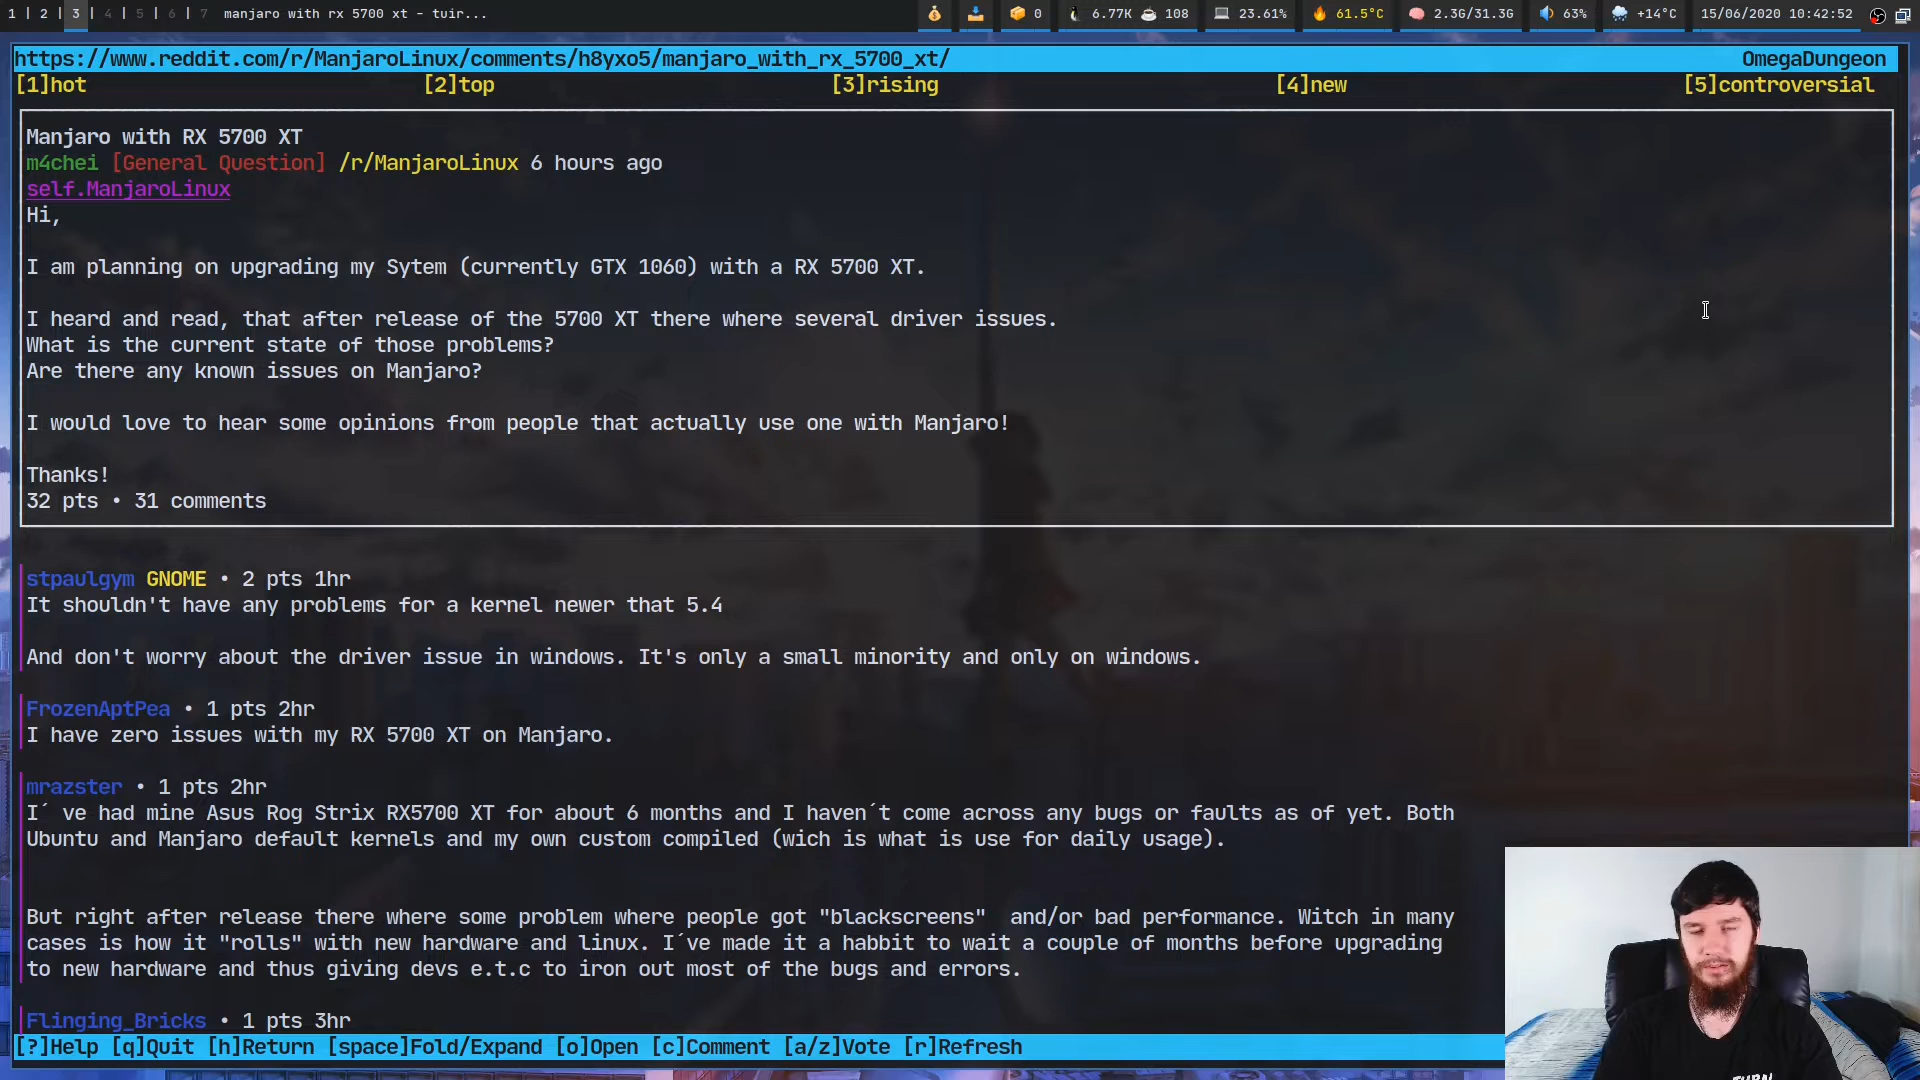 1 | 2 | 3 | 4 | 5 | 6 | 7 manjaro with rx 5700 xt - tuir... 0 6.77K 108 23.61% 61.5°C 2.3G/31.3G 63% +14°C 15/06/2020 10:42:52
https://www.reddit.com/r/ManjaroLinux/comments/h8yxo5/manjaro_with_rx_5700_xt/ OmegaDungeon
[1]hot [2]top [3]rising [4]new [5]controversial
Manjaro with RX 5700 XT
m4chei [General Question] /r/ManjaroLinux 6 hours ago
self.ManjaroLinux
Hi,
I am planning on upgrading my Sytem (currently GTX 1060) with a RX 5700 XT.
I heard and read, that after release of the 5700 XT there where several driver issues.
What is the current state of those problems?
Are there any known issues on Manjaro?
I would love to hear some opinions from people that actually use one with Manjaro!
Thanks!
32 pts • 31 comments
stpaulgym GNOME • 2 pts 1hr
It shouldn't have any problems for a kernel newer that 5.4
And don't worry about the driver issue in windows. It's only a small minority and only on windows.
FrozenAptPea • 1 pts 2hr
I have zero issues with my RX 5700 XT on Manjaro.
mrazster • 1 pts 2hr
I´ ve had mine Asus Rog Strix RX5700 XT for about 6 months and I haven´t come across any bugs or faults as of yet. Both
Ubuntu and Manjaro default kernels and my own custom compiled (wich is what is use for daily usage).
But right after release there where some problem where people got "blackscreens"  and/or bad performance. Witch in many
cases is how it "rolls" with new hardware and linux. I´ve made it a habbit to wait a couple of months before upgrading
to new hardware and thus giving devs e.t.c to iron out most of the bugs and errors.
Flinging_Bricks • 1 pts 3hr
[?]Help [q]Quit [h]Return [space]Fold/Expand [o]Open [c]Comment [a/z]Vote [r]Refresh